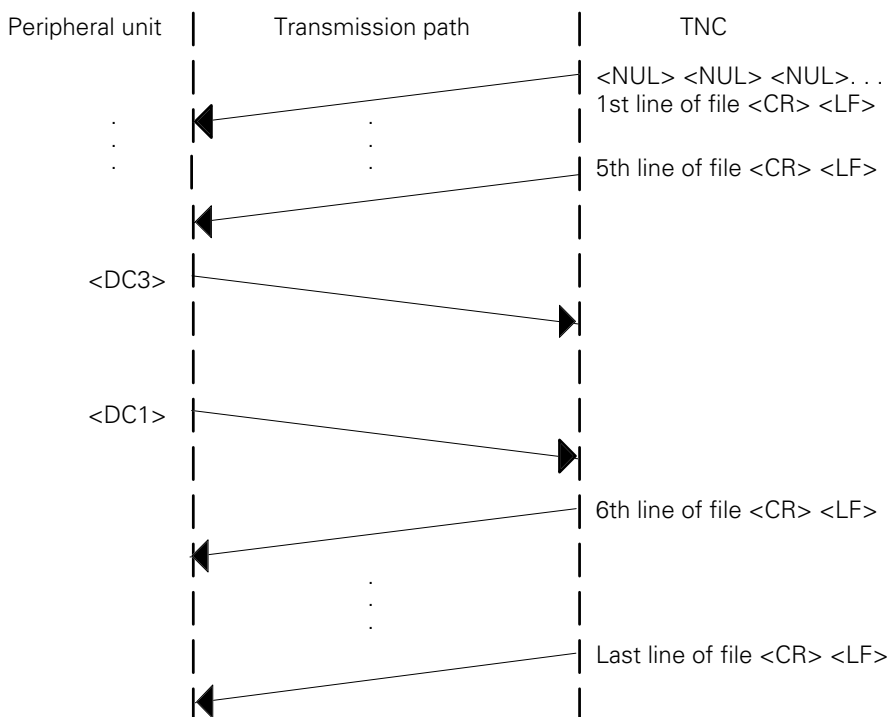 Peripheral unit Transmission path TNC
<NUL> <NUL> <NUL>. . .
1st line of file <CR> <LF>
5th line of file <CR> <LF>
<DC3>
<DC1>
6th line of file <CR> <LF>
Last line of file <CR> <LF>